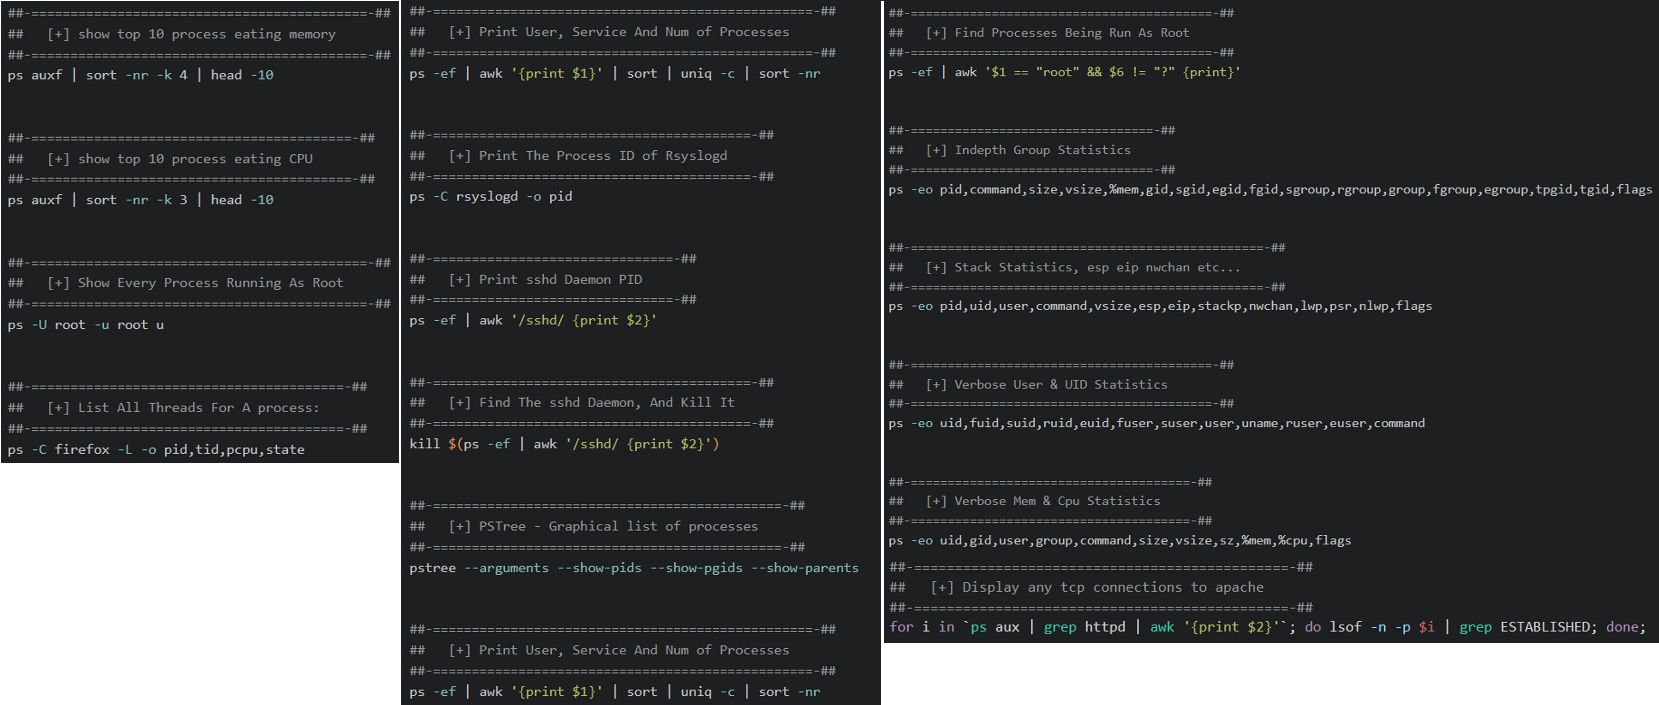 ##-===========================================-##
##   [+] show top 10 process eating memory
##-===========================================-##
ps auxf | sort -nr -k 4 | head -10
##-=========================================-##
##   [+] show top 10 process eating CPU
##-=========================================-##
ps auxf | sort -nr -k 3 | head -10
##-===========================================-##
##   [+] Show Every Process Running As Root
##-===========================================-##
ps -U root -u root u
##-========================================-##
##   [+] List All Threads For A process:
##-========================================-##
ps -C firefox -L -o pid,tid,pcpu,state
##-=================================================-##
##   [+] Print User, Service And Num of Processes
##-=================================================-##
ps -ef | awk '{print $1}' | sort | uniq -c | sort -nr
##-=========================================-##
##   [+] Print The Process ID of Rsyslogd
##-=========================================-##
ps -C rsyslogd -o pid
##-===============================-##
##   [+] Print sshd Daemon PID
##-===============================-##
ps -ef | awk '/sshd/ {print $2}'
##-=========================================-##
##   [+] Find The sshd Daemon, And Kill It
##-=========================================-##
kill $(ps -ef | awk '/sshd/ {print $2}')
##-=============================================-##
##   [+] PSTree - Graphical list of processes
##-=============================================-##
pstree --arguments --show-pids --show-pgids --show-parents
##-=================================================-##
##   [+] Print User, Service And Num of Processes
##-=================================================-##
ps -ef | awk '{print $1}' | sort | uniq -c | sort -nr
##-=========================================-##
##   [+] Find Processes Being Run As Root
##-=========================================-##
ps -ef | awk '$1 == "root" && $6 != "?" {print}'
##-=================================-##
##   [+] Indepth Group Statistics
##-=================================-##
ps -eo pid,command,size,vsize,%mem,gid,sgid,egid,fgid,sgroup,rgroup,group,fgroup,egroup,tpgid,tgid,flags
##-================================================-##
##   [+] Stack Statistics, esp eip nwchan etc...
##-================================================-##
ps -eo pid,uid,user,command,vsize,esp,eip,stackp,nwchan,lwp,psr,nlwp,flags
##-=========================================-##
##   [+] Verbose User & UID Statistics
##-=========================================-##
ps -eo uid,fuid,suid,ruid,euid,fuser,suser,user,uname,ruser,euser,command
##-======================================-##
##   [+] Verbose Mem & Cpu Statistics
##-======================================-##
ps -eo uid,gid,user,group,command,size,vsize,sz,%mem,%cpu,flags
##-================================================-##
##   [+] Display any tcp connections to apache
##-================================================-##
for i in `ps aux | grep httpd | awk '{print $2}'`; do lsof -n -p $i | grep ESTABLISHED; done;